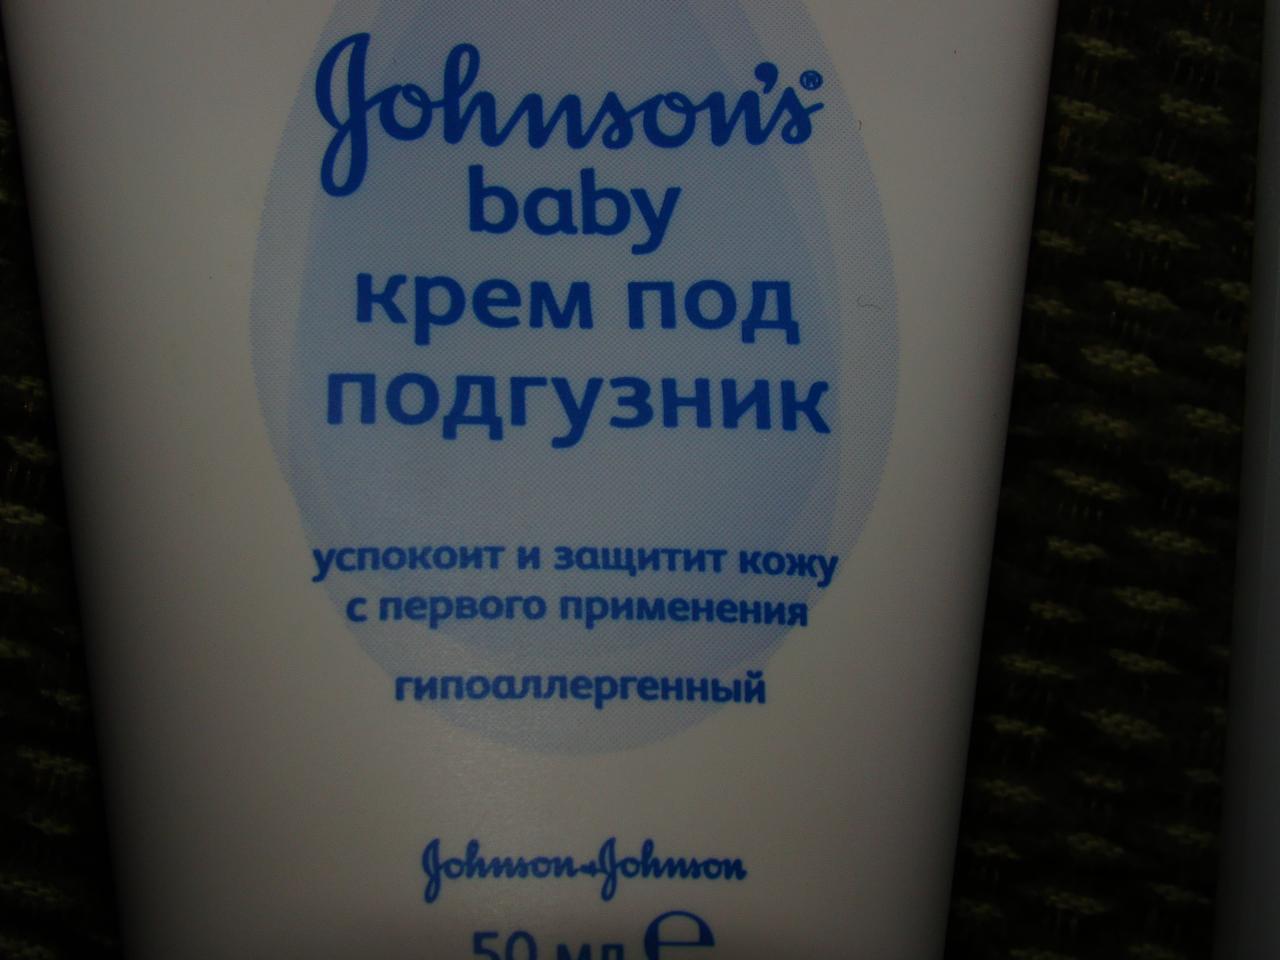 Johnson's®
baby
крем под
подгузник
успокоит и защитит кожу
с первого применения
гипоаллергенный
Johnson+Johnson
50 мл e